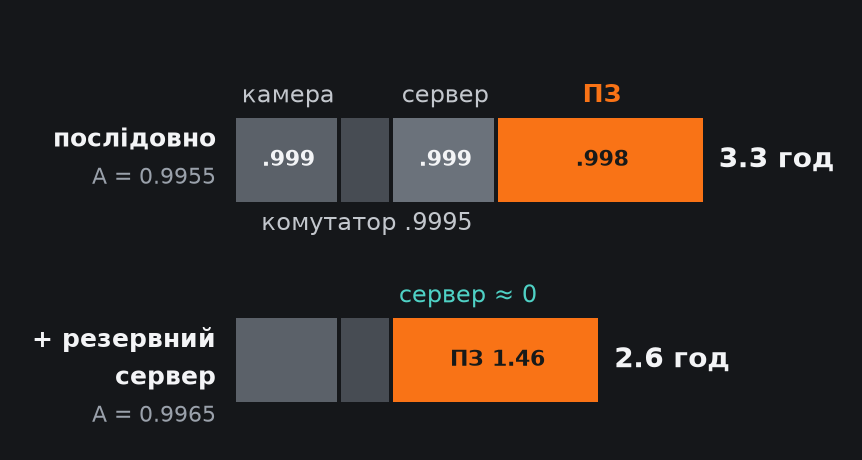 камера
сервер
ПЗ
послідовно
A = 0.9955
.999
.999
.998
3.3 год
комутатор .9995
сервер ≈ 0
+ резервний
сервер
A = 0.9965
ПЗ 1.46
2.6 год